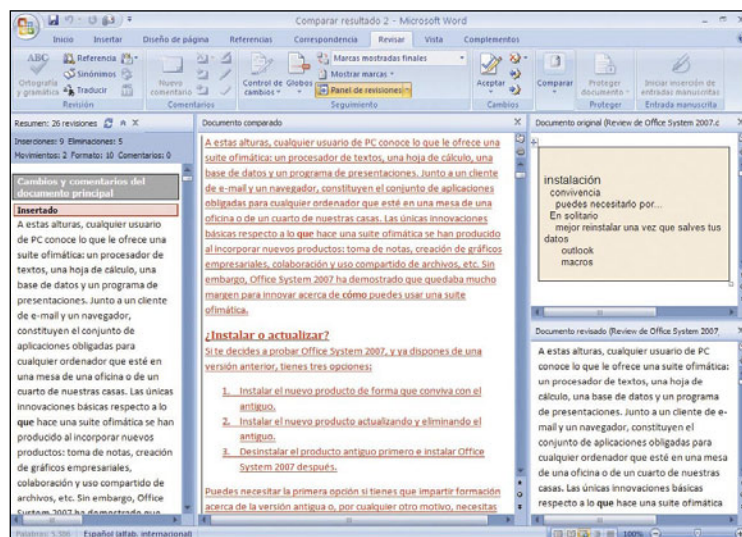 Comparar resultado 2 - Microsoft Word
Inicio Insertar Diseño de página Referencias Correspondencia Revisar Vista Complementos
ABC
Ortografía y gramática
Referencia
Sinónimos
Traducir
Revisión
Nuevo comentario
Comentarios
Control de cambios
Globos
Marcas mostradas finales
Mostrar marcas
Panel de revisiones
Seguimiento
Aceptar
Cambios
Comparar
Proteger documento
Proteger
Iniciar inserción de entradas manuscritas
Entrada manuscrita
Resumen: 26 revisiones
Inserciones: 9 Eliminaciones: 5
Movimientos: 2 Formato: 10 Comentarios: 0
Cambios y comentarios del
documento principal
Insertado
A estas alturas, cualquier usuario
de PC conoce lo que le ofrece una
suite ofimática: un procesador de
textos, una hoja de cálculo, una
base de datos y un programa de
presentaciones. Junto a un cliente
de e-mail y un navegador,
constituyen el conjunto de
aplicaciones obligadas para
cualquier ordenador que esté en
una mesa de una oficina o de un
cuarto de nuestras casas. Las únicas
innovaciones básicas respecto a lo
que hace una suite ofimática se han
producido al incorporar nuevos
productos: toma de notas, creación
de gráficos empresariales,
colaboración y uso compartido de
archivos, etc. Sin embargo, Office
System 2007 ha demostrado que
Documento comparado
A estas alturas, cualquier usuario de PC conoce lo que le ofrece una
suite ofimática: un procesador de textos, una hoja de cálculo, una
base de datos y un programa de presentaciones. Junto a un cliente
de e-mail y un navegador, constituyen el conjunto de aplicaciones
obligadas para cualquier ordenador que esté en una mesa de una
oficina o de un cuarto de nuestras casas. Las únicas innovaciones
básicas respecto a lo que hace una suite ofimática se han producido
al incorporar nuevos productos: toma de notas, creación de gráficos
empresariales, colaboración y uso compartido de archivos, etc. Sin
embargo, Office System 2007 ha demostrado que quedaba mucho
margen para innovar acerca de cómo puedes usar una suite
ofimática.
¿Instalar o actualizar?
Si te decides a probar Office System 2007, y ya dispones de una
versión anterior, tienes tres opciones:
1. Instalar el nuevo producto de forma que conviva con el
antiguo.
2. Instalar el nuevo producto actualizando y eliminando el
antiguo.
3. Desinstalar el producto antiguo primero e instalar Office
System 2007 después.
Puedes necesitar la primera opción si tienes que impartir formación
acerca de la versión antigua o, por cualquier otro motivo, necesitas
Documento original (Review de Office System 2007.c
instalación
convivencia
puedes necesitarlo por...
En solitario
mejor reinstalar una vez que salves tus
datos
outlook
macros
Documento revisado (Review de Office System 2007
A estas alturas, cualquier usuario de PC
conoce lo que le ofrece una suite ofimática:
un procesador de textos, una hoja de
cálculo, una base de datos y un programa
de presentaciones. Junto a un cliente de e-
mail y un navegador, constituyen el
conjunto de aplicaciones obligadas para
cualquier ordenador que esté en una mesa
de una oficina o de un cuarto de nuestras
casas. Las únicas innovaciones básicas
respecto a lo que hace una suite ofimática
Palabras: 5.586 Español (alfab. internacional) 100%